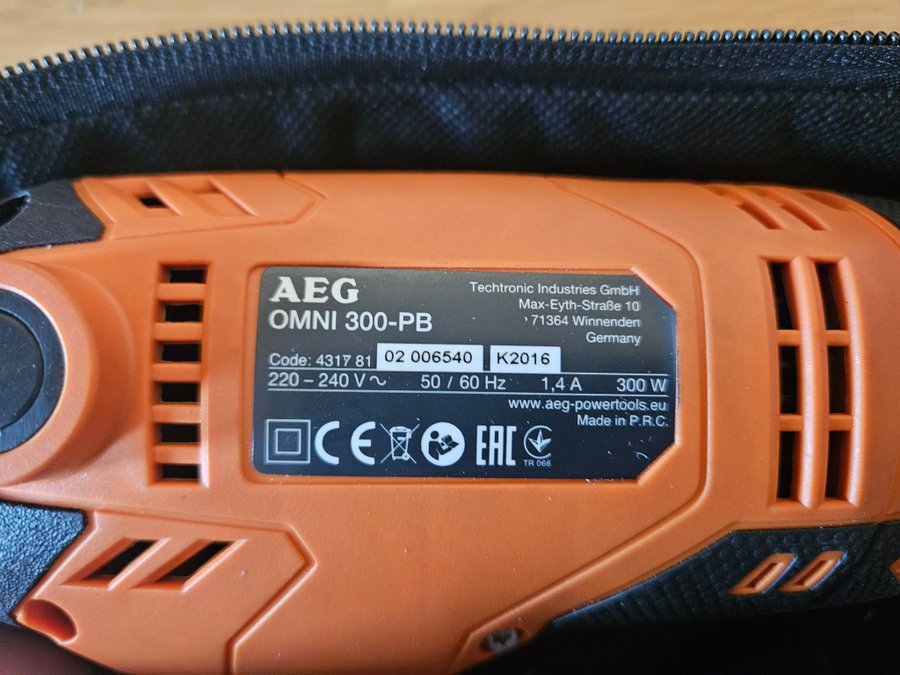 AEG
OMNI 300-PB
Techtronic Industries GmbH
Max-Eyth-Straße 10
71364 Winnenden
Germany
Code: 4317 81 02 006540 K2016
220 – 240 V ~ 50 / 60 Hz 1,4 A 300 W
www.aeg-powertools.eu
Made in P.R.C.
CE EAC
TR 066